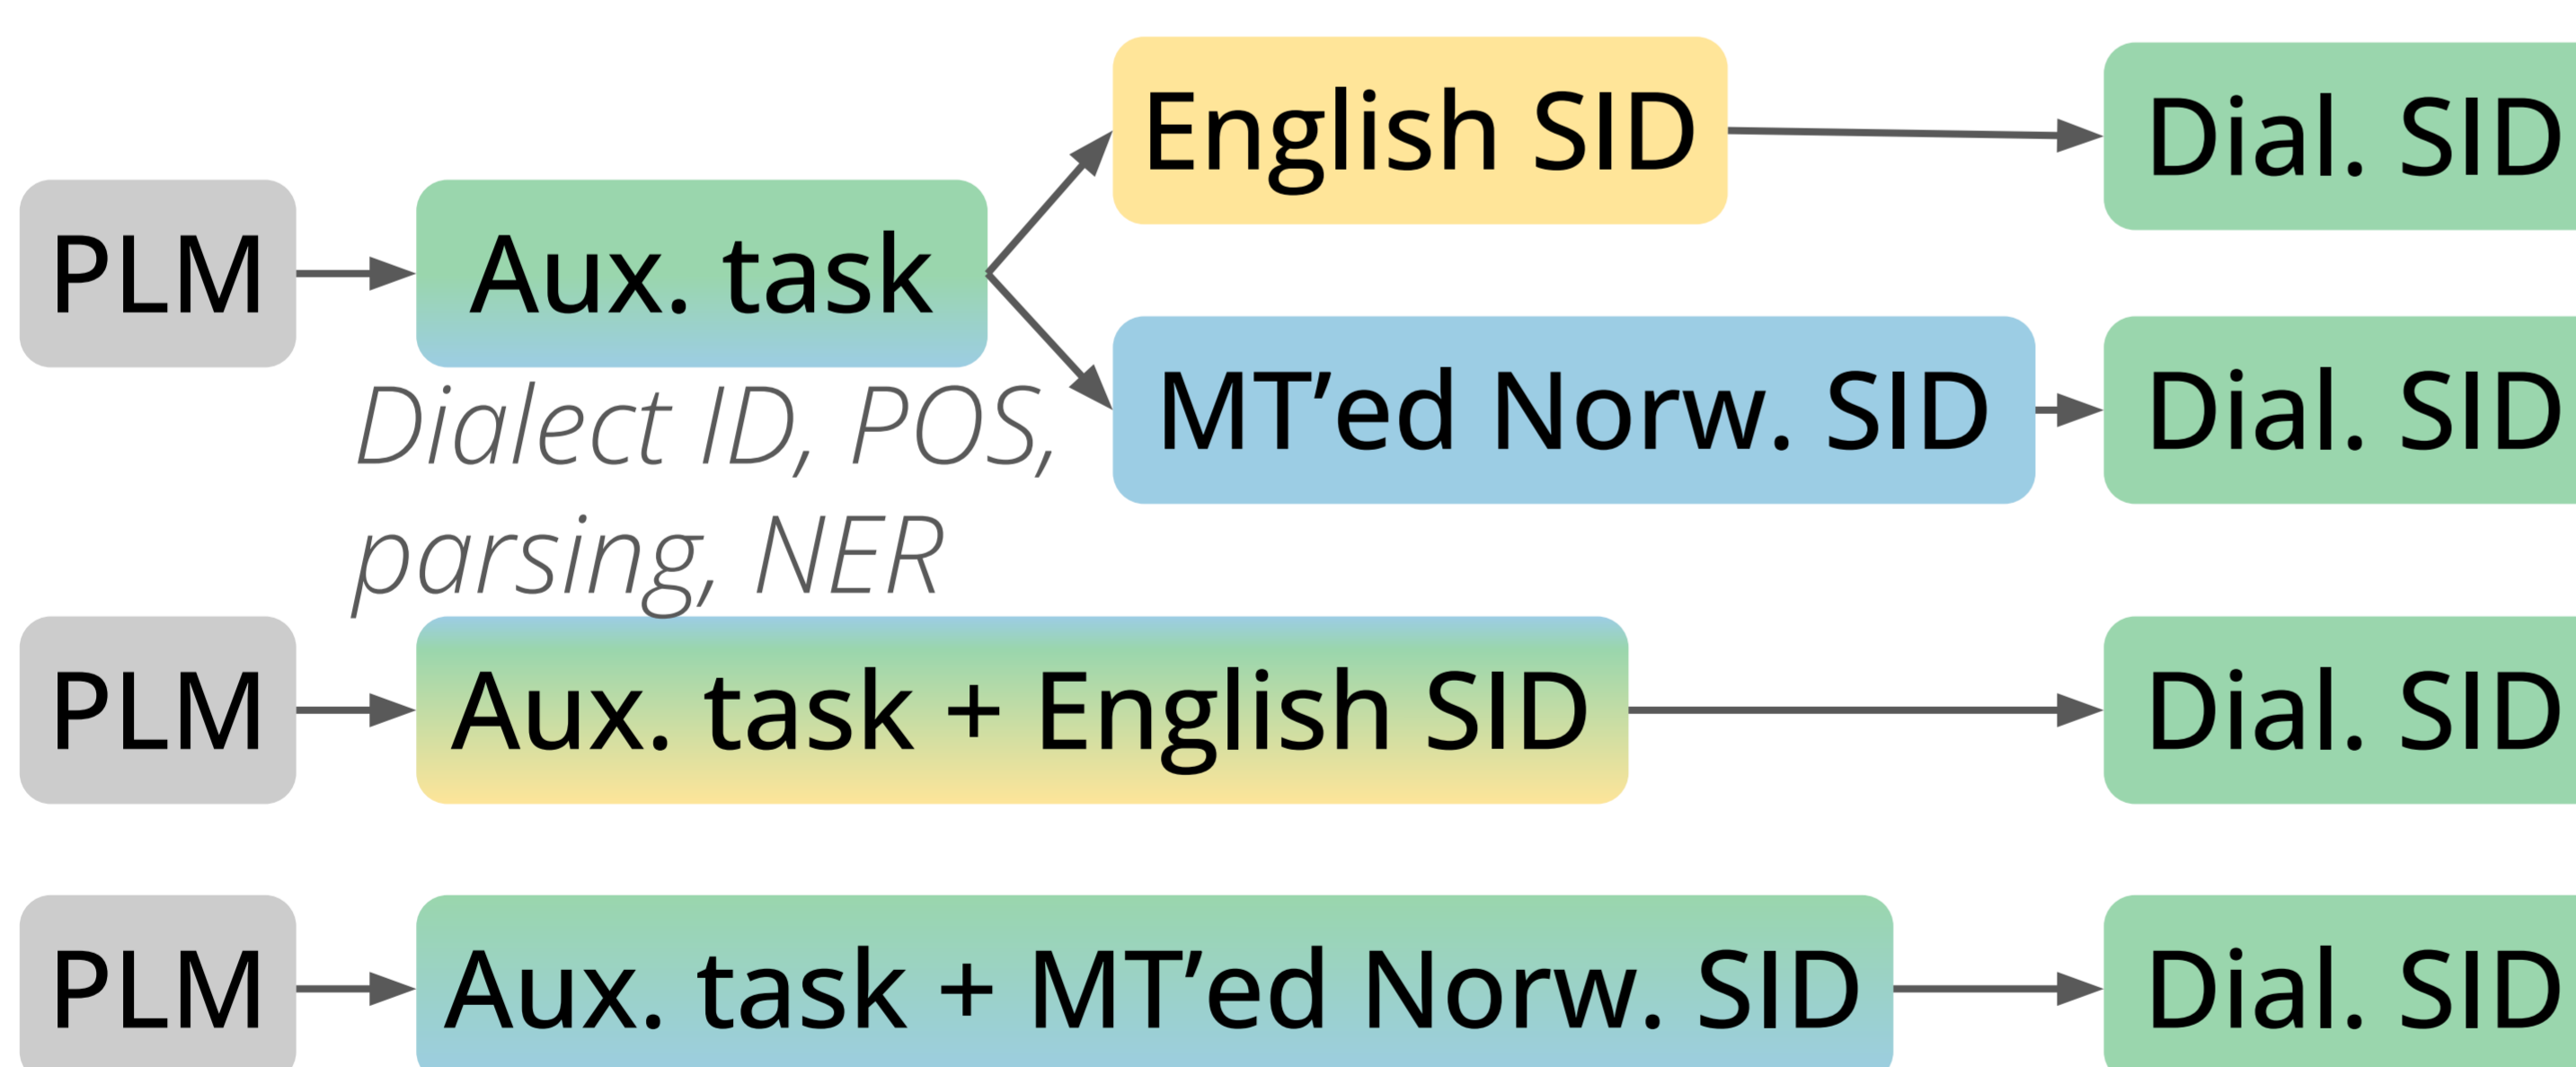 English SID
Dial. SID
PLM
Aux. task
MT’ed Norw. SID
Dial. SID
Dialect ID, POS,
parsing, NER
PLM
Aux. task + English SID
Dial. SID
PLM
Aux. task + MT’ed Norw. SID
Dial. SID